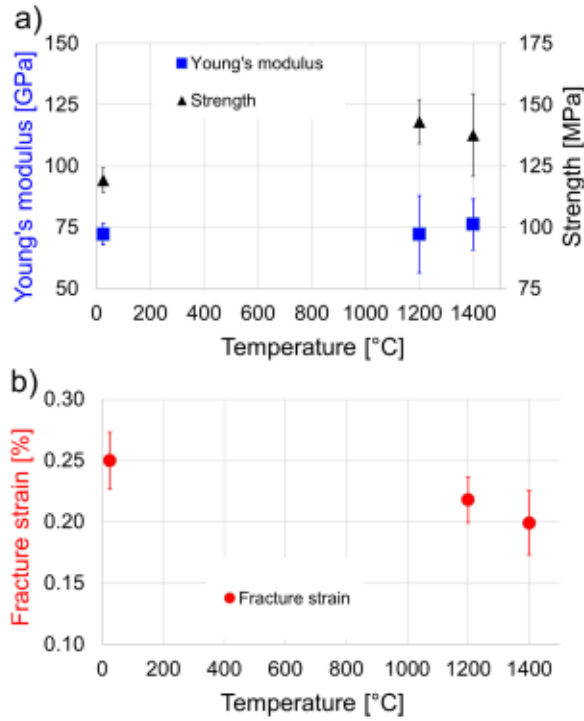 a)
Young's modulus [GPa]
150
125
100
75
50
Young's modulus
Strength
175
150
125
100
75
Strength [MPa]
0 200 400 600 800 1000 1200 1400
Temperature [°C]
b)
Fracture strain [%]
0.30
0.25
0.20
0.15
0.10
Fracture strain
0 200 400 600 800 1000 1200 1400
Temperature [°C]